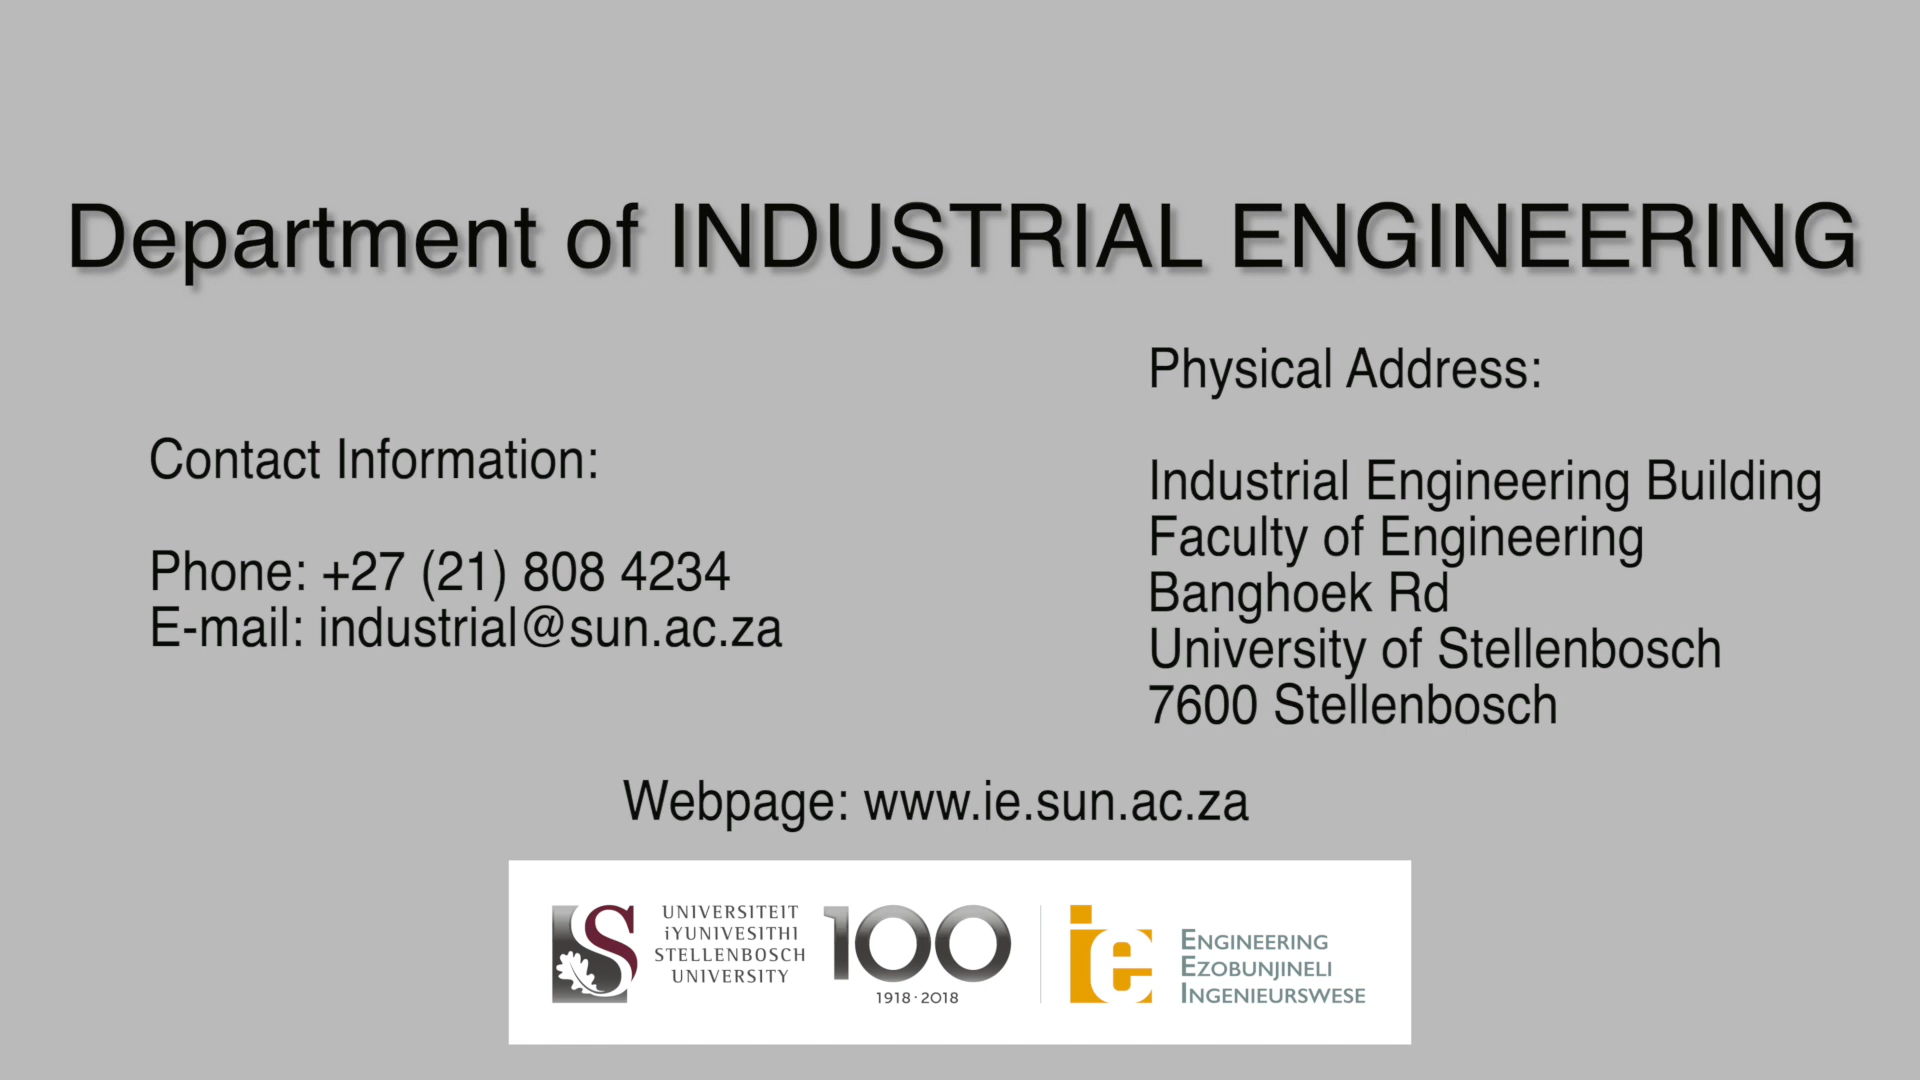 Department of INDUSTRIAL ENGINEERING
Contact Information:
Phone: +27 (21) 808 4234
E-mail: industrial@sun.ac.za
Physical Address:
Industrial Engineering Building
Faculty of Engineering
Banghoek Rd
University of Stellenbosch
7600 Stellenbosch
Webpage: www.ie.sun.ac.za
UNIVERSITEIT
iYUNIVESITHI
STELLENBOSCH
UNIVERSITY
100
1918·2018
ie
ENGINEERING
EZOBUNJINELI
INGENIEURSWESE